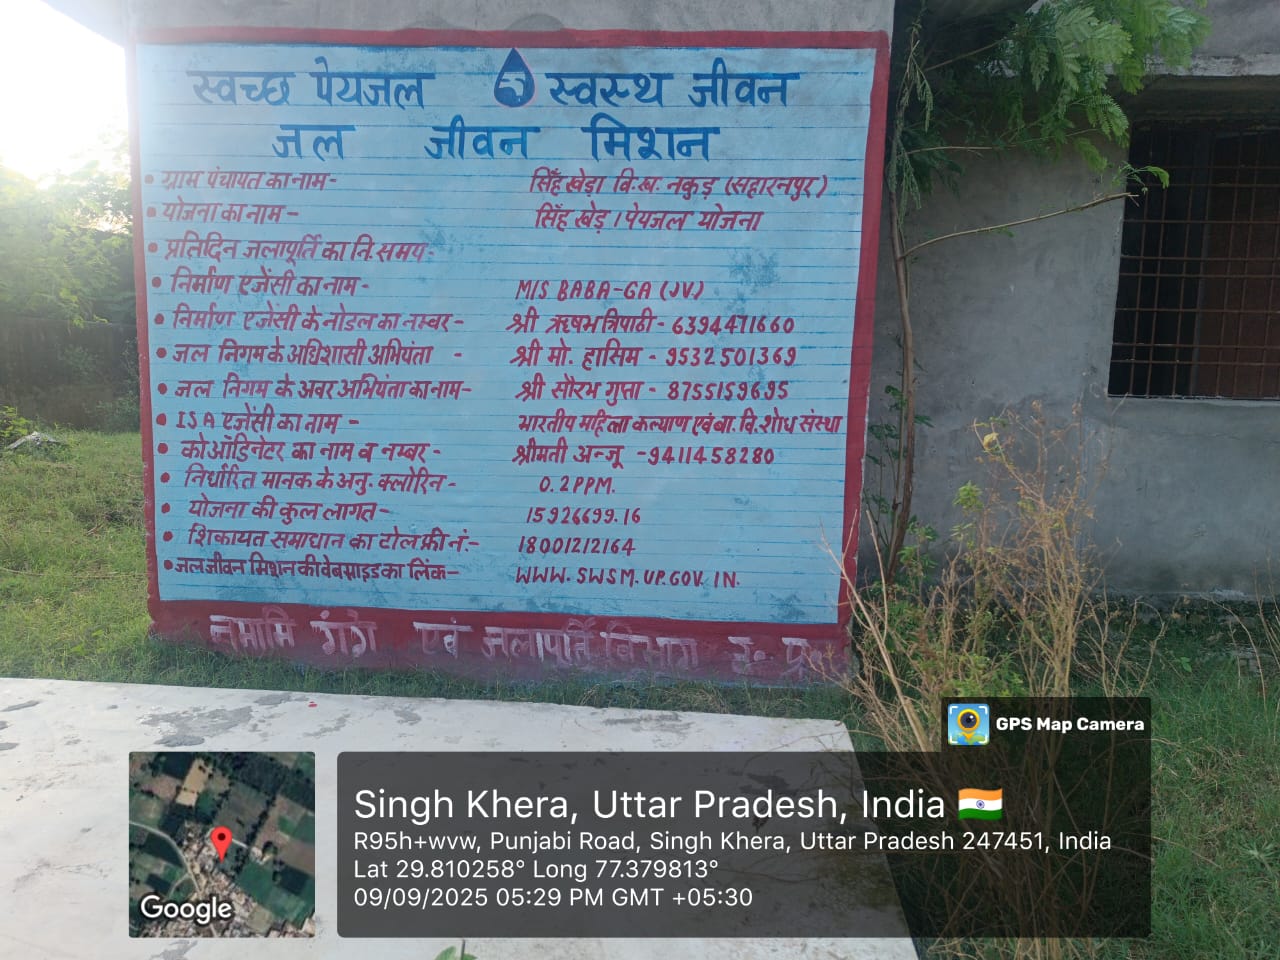 स्वच्छ पेयजल स्वस्थ जीवन
जल जीवन मिशन
• ग्राम पंचायत का नाम- सिँह खेड़ा वि.ख. नकुड़ (सहारनपुर)
• योजना का नाम- सिँह खेड़ा पेयजल योजना
• प्रतिदिन जलापूर्ति का नि.समय-
• निर्माण एजेंसी का नाम- M/S BABA-GA (JV)
• निर्माण एजेंसी के नोडल का नम्बर- श्री ऋषभ त्रिपाठी - 6394471660
• जल निगम के अधिशासी अभियंता - श्री मो. हासिम - 9532501369
• जल निगम के अवर अभियंता का नाम- श्री सौरभ गुप्ता - 8755159695
• ISA एजेंसी का नाम - भारतीय महिला कल्याण एवं बा. वि. शोध संस्था
• कोऑर्डिनेटर का नाम व नम्बर- श्रीमती अन्जू -9411458280
• निर्धारित मानक के अनु. क्लोरिन- 0.2 PPM.
• योजना की कुल लागत- 15926699.16
• शिकायत समाधान का टोल फ्री नं.- 18001212164
• जल जीवन मिशन की वेबसाइड का लिंक- WWW.SWSM.UP.GOV.IN.
नमामि गंगे एवं जलापूर्ति विभाग उ॰ प्र॰
GPS Map Camera
Singh Khera, Uttar Pradesh, India
R95h+wvw, Punjabi Road, Singh Khera, Uttar Pradesh 247451, India
Lat 29.810258° Long 77.379813°
09/09/2025 05:29 PM GMT +05:30
Google